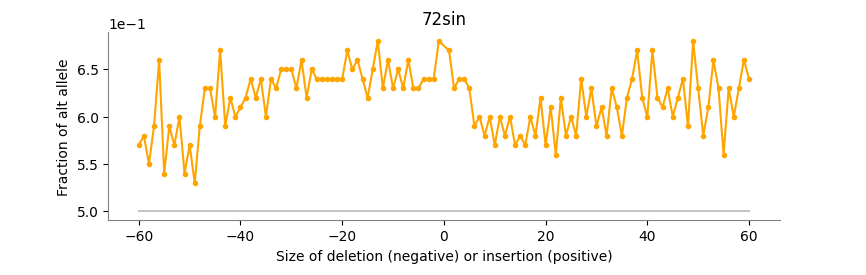 72sin
1e−1
6.5
6.0
5.5
5.0
−60 −40 −20 0 20 40 60
Fraction of alt allele
Size of deletion (negative) or insertion (positive)